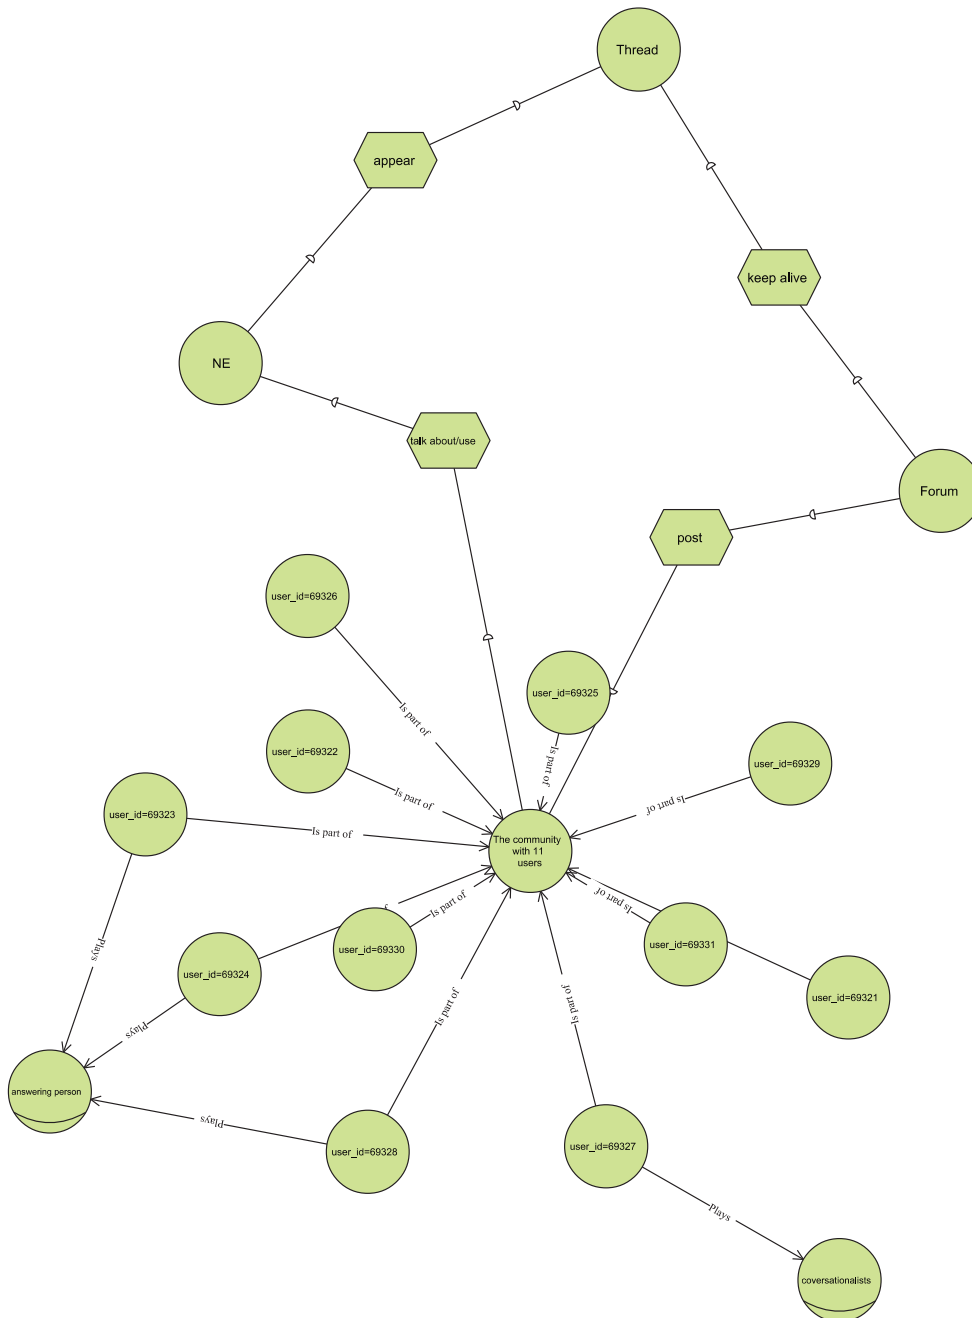 Thread
appear
keep alive
NE
talk about/use
Forum
post
user_id=69326
Is part of
user_id=69325
Is part of
user_id=69322
Is part of
user_id=69329
Is part of
user_id=69323
Is part of
The community
with 11
users
Is part of
user_id=69330
Is part of
user_id=69331
user_id=69324
user_id=69321
Plays
Plays
Is part of
Is part of
answering person
Plays
user_id=69328
user_id=69327
Plays
coversationalists